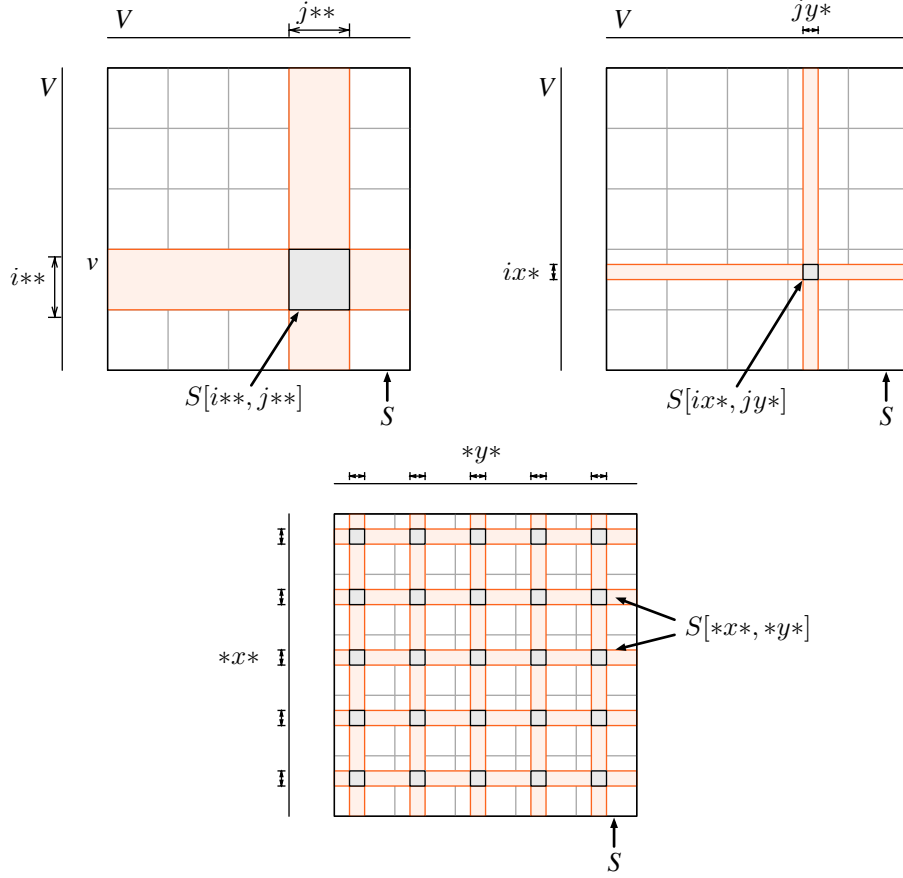 V
j**
V
v
i**
S[i**, j**]
S
V
jy*
V
ix*
S[ix*, jy*]
S
*y*
*x*
S[*x*, *y*]
S